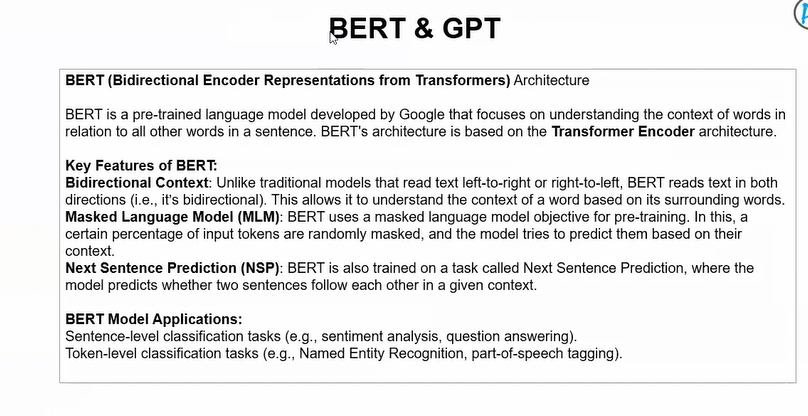 BERT & GPT
BERT (Bidirectional Encoder Representations from Transformers) Architecture
BERT is a pre-trained language model developed by Google that focuses on understanding the context of words in
relation to all other words in a sentence. BERT's architecture is based on the Transformer Encoder architecture.
Key Features of BERT:
Bidirectional Context: Unlike traditional models that read text left-to-right or right-to-left, BERT reads text in both
directions (i.e., it's bidirectional). This allows it to understand the context of a word based on its surrounding words.
Masked Language Model (MLM): BERT uses a masked language model objective for pre-training. In this, a
certain percentage of input tokens are randomly masked, and the model tries to predict them based on their
context.
Next Sentence Prediction (NSP): BERT is also trained on a task called Next Sentence Prediction, where the
model predicts whether two sentences follow each other in a given context.
BERT Model Applications:
Sentence-level classification tasks (e.g., sentiment analysis, question answering).
Token-level classification tasks (e.g., Named Entity Recognition, part-of-speech tagging).